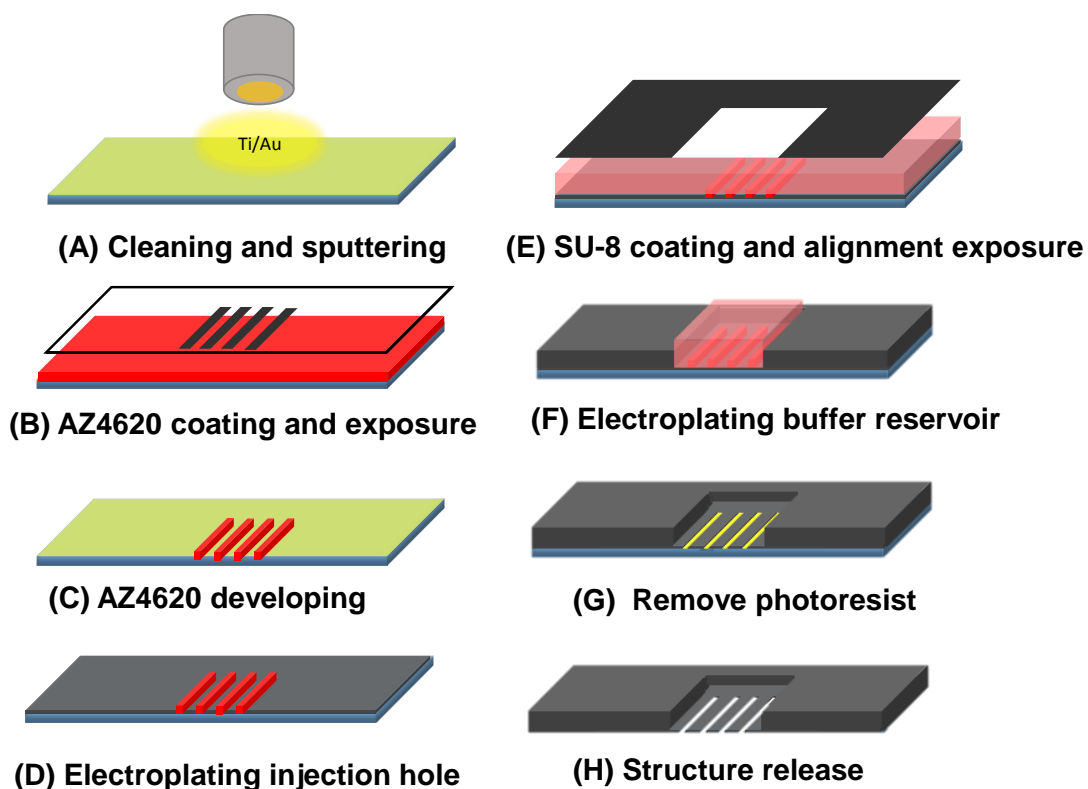 Ti/Au
(A) Cleaning and sputtering
(B) AZ4620 coating and exposure
(C) AZ4620 developing
(D) Electroplating injection hole
(E) SU-8 coating and alignment exposure
(F) Electroplating buffer reservoir
(G) Remove photoresist
(H) Structure release